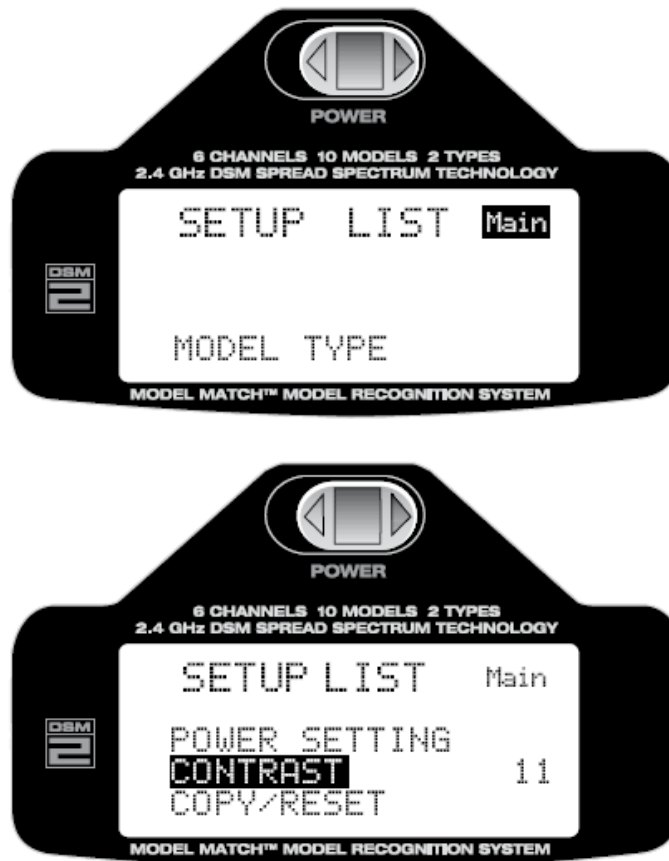 POWER
6 CHANNELS 10 MODELS 2 TYPES
2.4 GHz DSM SPREAD SPECTRUM TECHNOLOGY
SETUP LIST Main
DSM
2
MODEL TYPE
MODEL MATCH™ MODEL RECOGNITION SYSTEM
POWER
6 CHANNELS 10 MODELS 2 TYPES
2.4 GHz DSM SPREAD SPECTRUM TECHNOLOGY
SETUP LIST Main
DSM
2
POWER SETTING
CONTRAST 11
COPY/RESET
MODEL MATCH™ MODEL RECOGNITION SYSTEM